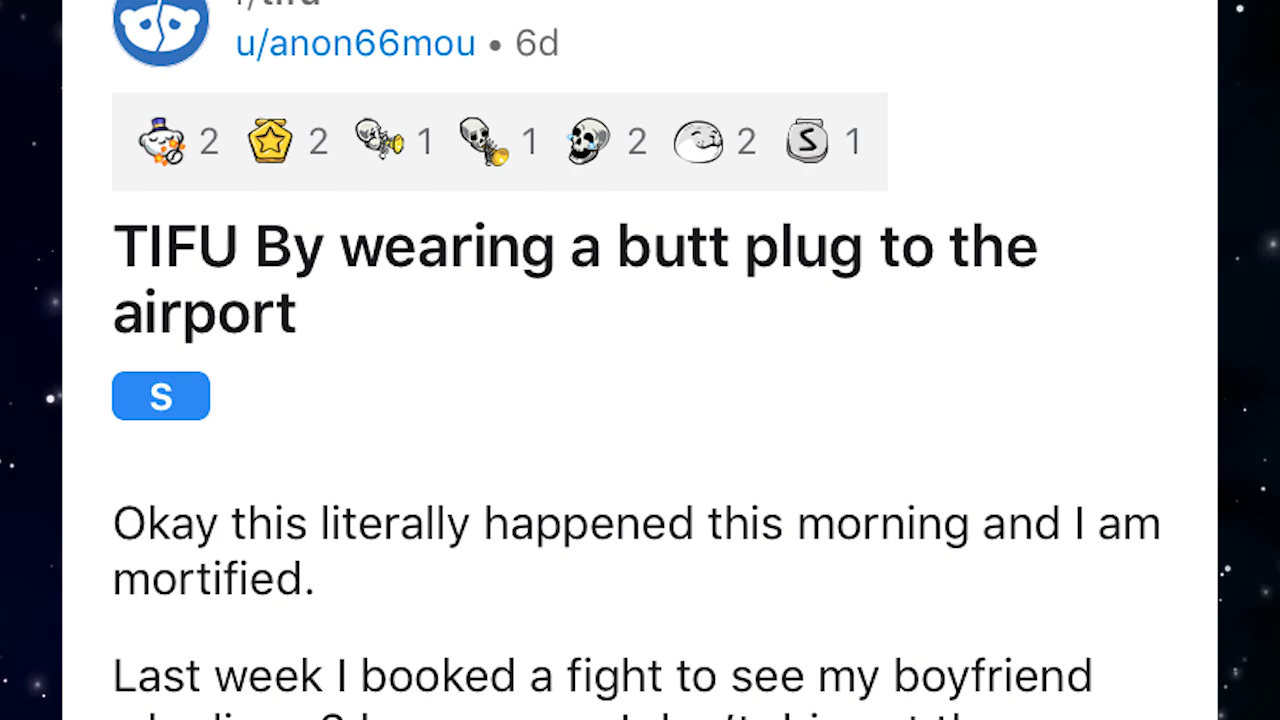 r/tifu
u/anon66mou • 6d
2 2 1 1 2 2 1
TIFU By wearing a butt plug to the
airport
S
Okay this literally happened this morning and I am
mortified.
Last week I booked a fight to see my boyfriend